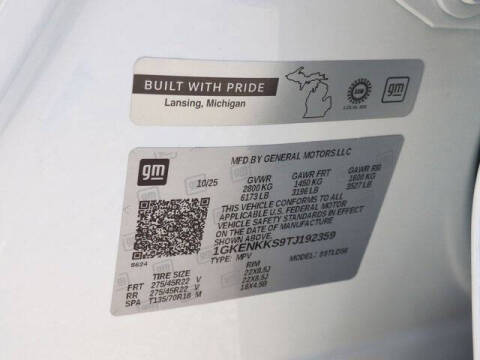 BUILT WITH PRIDE
Lansing, Michigan
gm
gm
10/25
MFD BY GENERAL MOTORS LLC
GVWR GAWR FRT GAWR RR
2800 KG 1450 KG 1600 KG
6173 LB 3196 LB 3527 LB
THIS VEHICLE CONFORMS TO ALL APPLICABLE
U.S. FEDERAL MOTOR
VEHICLE SAFETY STANDARDS IN EFFECT
ON THE DATE OF MANUFACTURE SHOWN ABOVE.
1GKENKKS9TJ192359
TYPE: MPV MODEL:
TIRE SIZE RIM
FRT 275/45R22 V 22X8.5J
RR 275/45R22 V 22X8.5J
SPA T135/70R18 M 18X4.5B